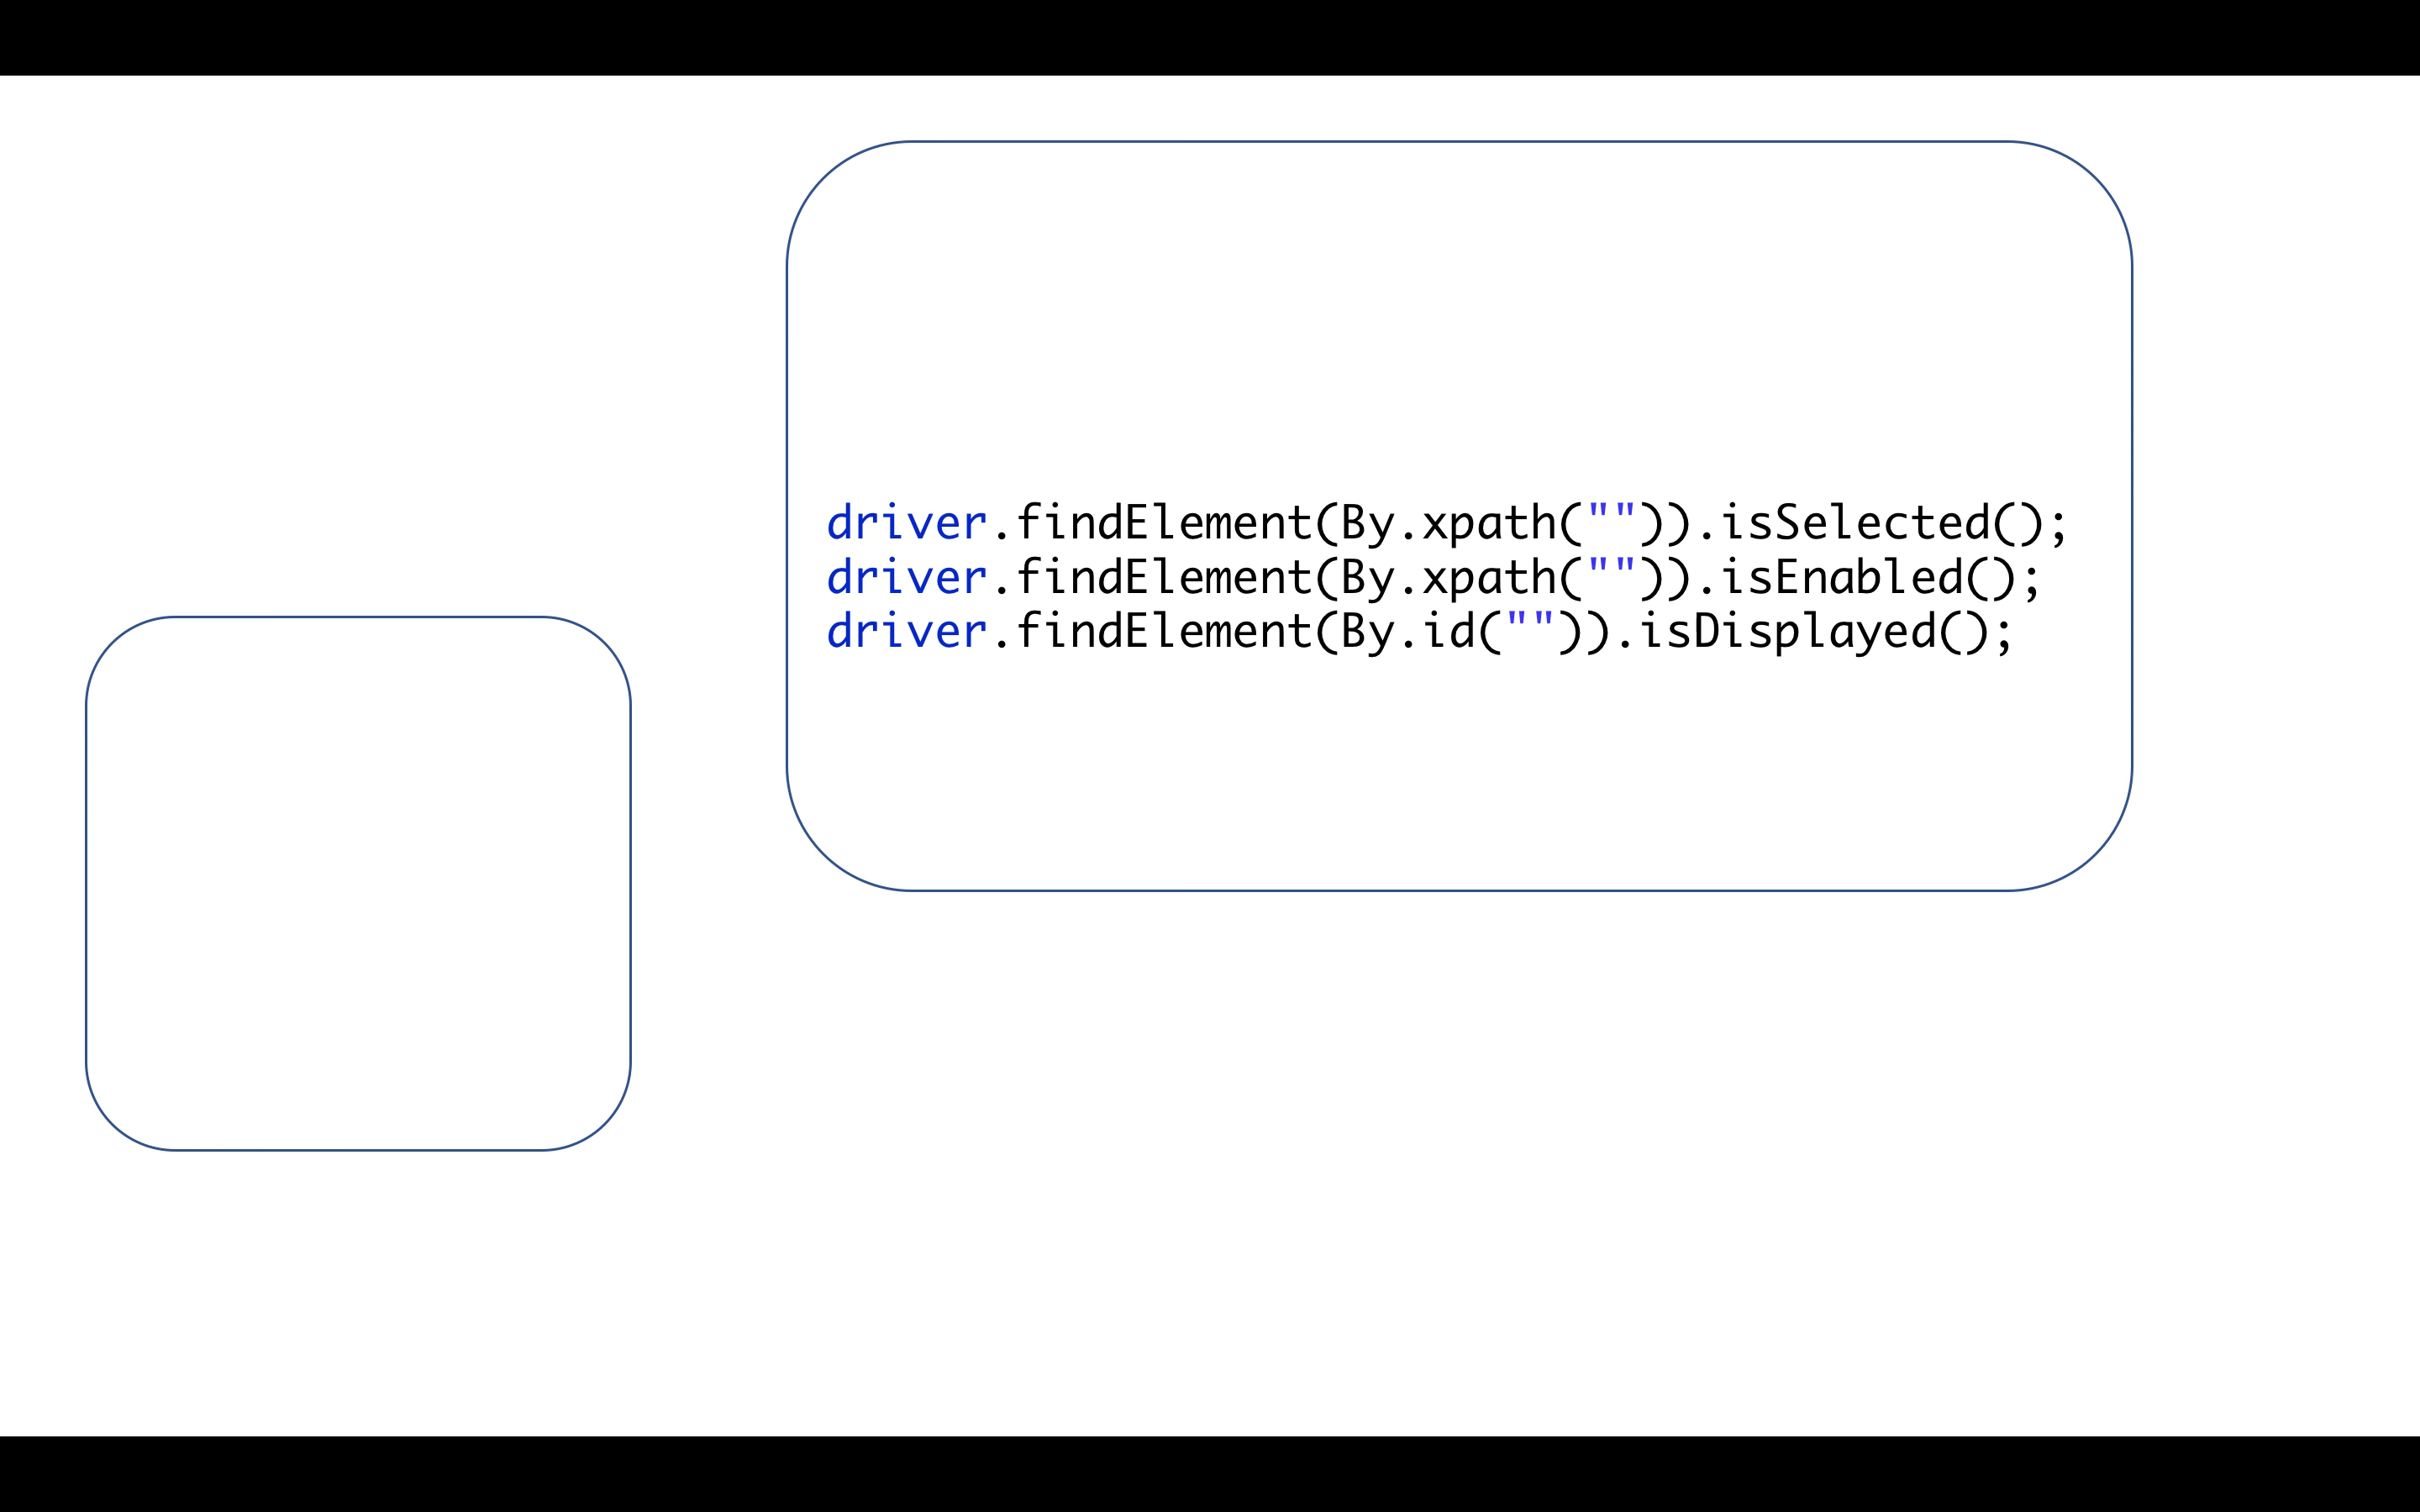 driver.findElement(By.xpath("")).isSelected();
driver.findElement(By.xpath("")).isEnabled();
driver.findElement(By.id("")).isDisplayed();